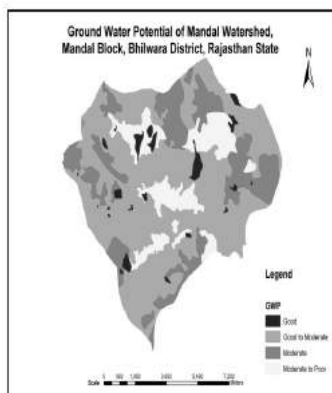 Ground Water Potential of Mandal Watershed,
Mandal Block, Bhilwara District, Rajasthan State
N
Legend
GWP
Good
Good to Moderate
Moderate
Moderate to Poor
Scale
Meters